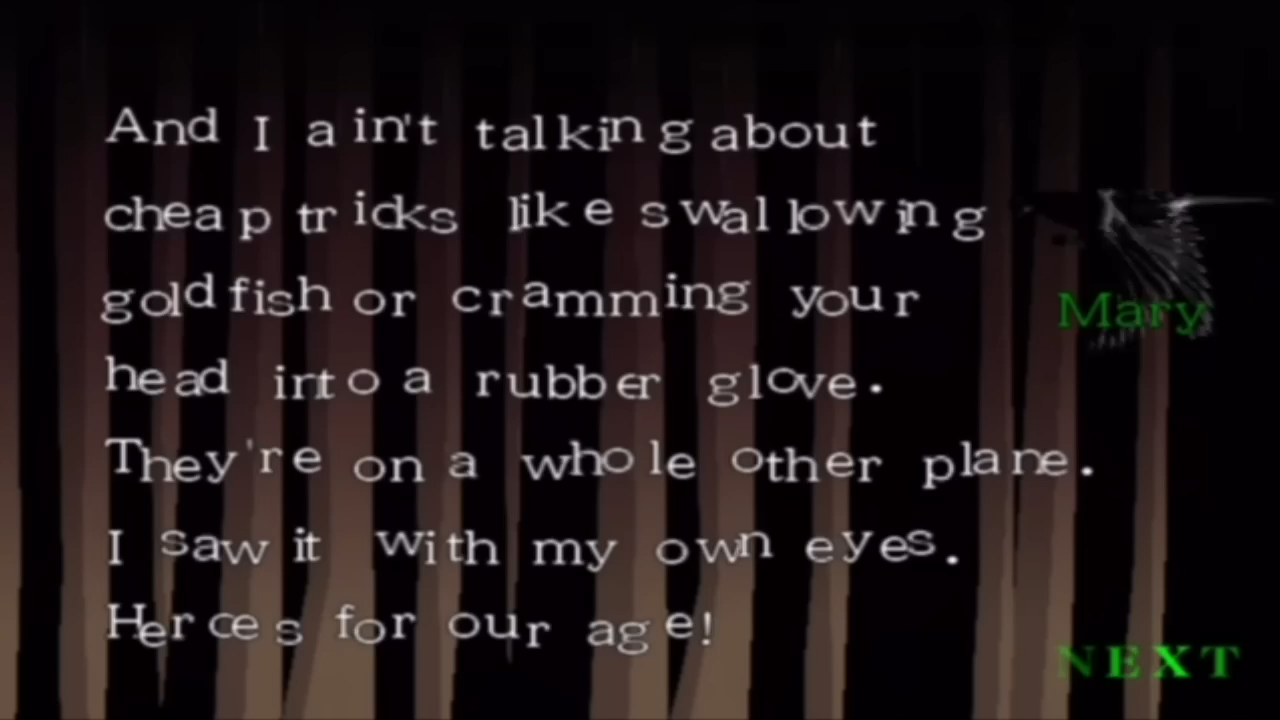 And I ain't talking about
cheap tricks like swallowing
goldfish or cramming your
head into a rubber glove.
They're on a whole other plane.
I saw it with my own eyes.
Heroes for our age!
Mary
NEXT